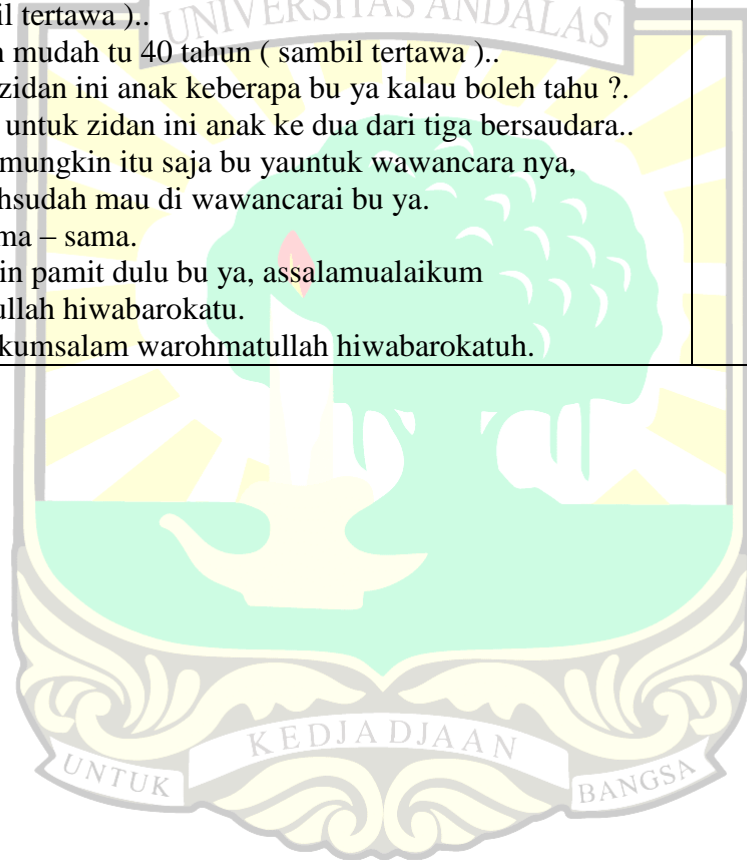 il tertawa )..
UNIVERSITAS ANDALAS
n mudah tu 40 tahun ( sambil tertawa )..
zidan ini anak keberapa bu ya kalau boleh tahu ?.
untuk zidan ini anak ke dua dari tiga bersaudara..
mungkin itu saja bu yauntuk wawancara nya,
hsudah mau di wawancarai bu ya.
ma – sama.
in pamit dulu bu ya, assalamualaikum
ullah hiwabarokatu.
kumsalam warohmatullah hiwabarokatuh.
UNTUK KEDJADJAAN BANGSA